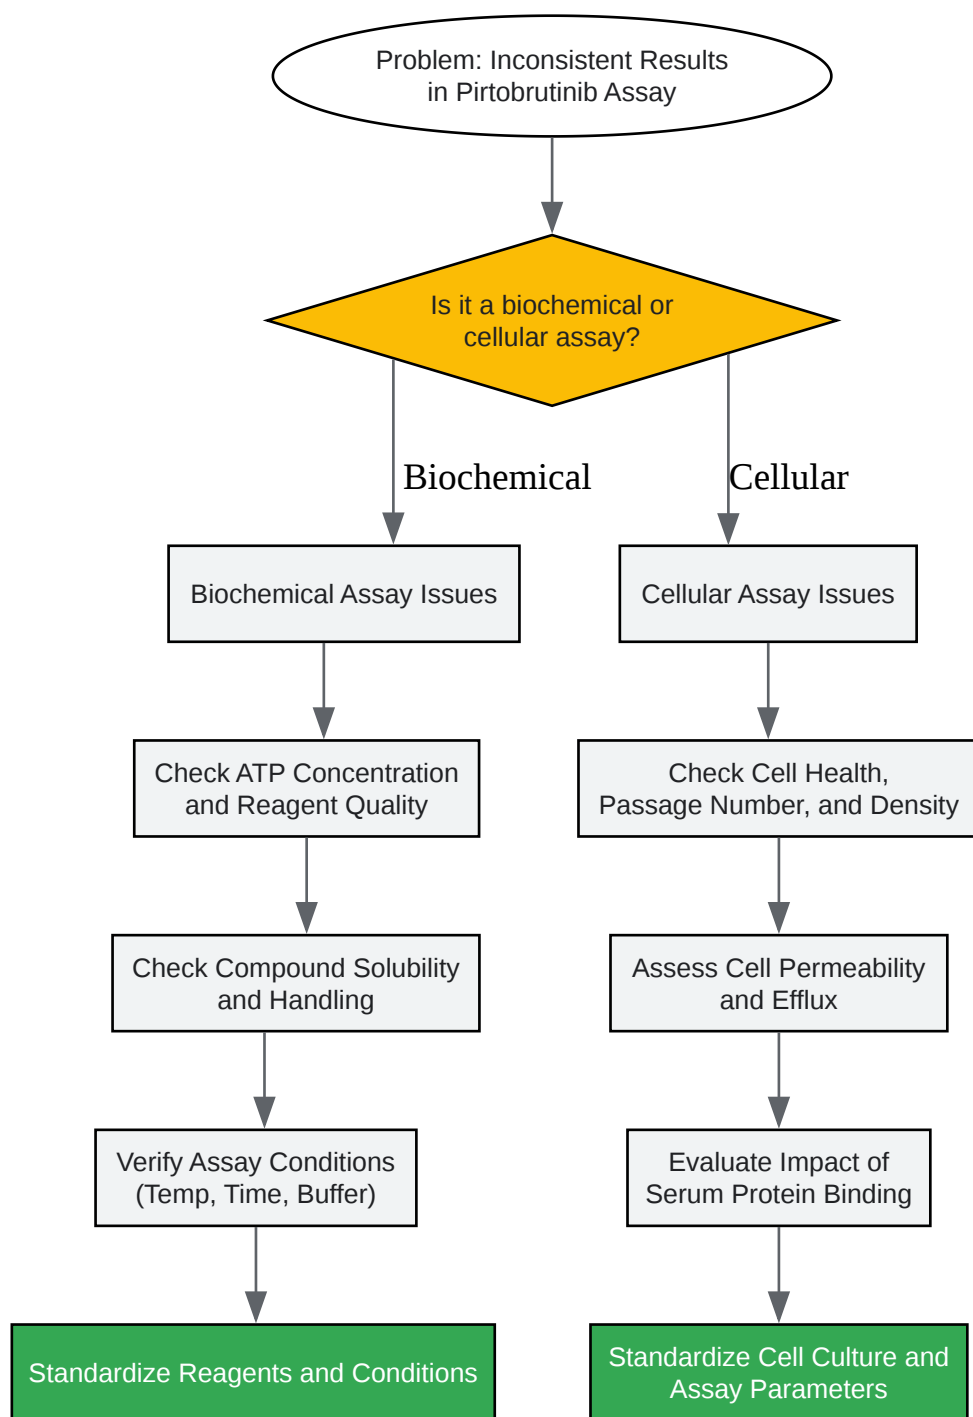 Problem: Inconsistent Results
in Pirtobrutinib Assay
Is it a biochemical or
cellular assay?
Biochemical
Cellular
Biochemical Assay Issues
Cellular Assay Issues
Check ATP Concentration
and Reagent Quality
Check Cell Health,
Passage Number, and Density
Check Compound Solubility
and Handling
Assess Cell Permeability
and Efflux
Verify Assay Conditions
(Temp, Time, Buffer)
Evaluate Impact of
Serum Protein Binding
Standardize Reagents and Conditions
Standardize Cell Culture and
Assay Parameters